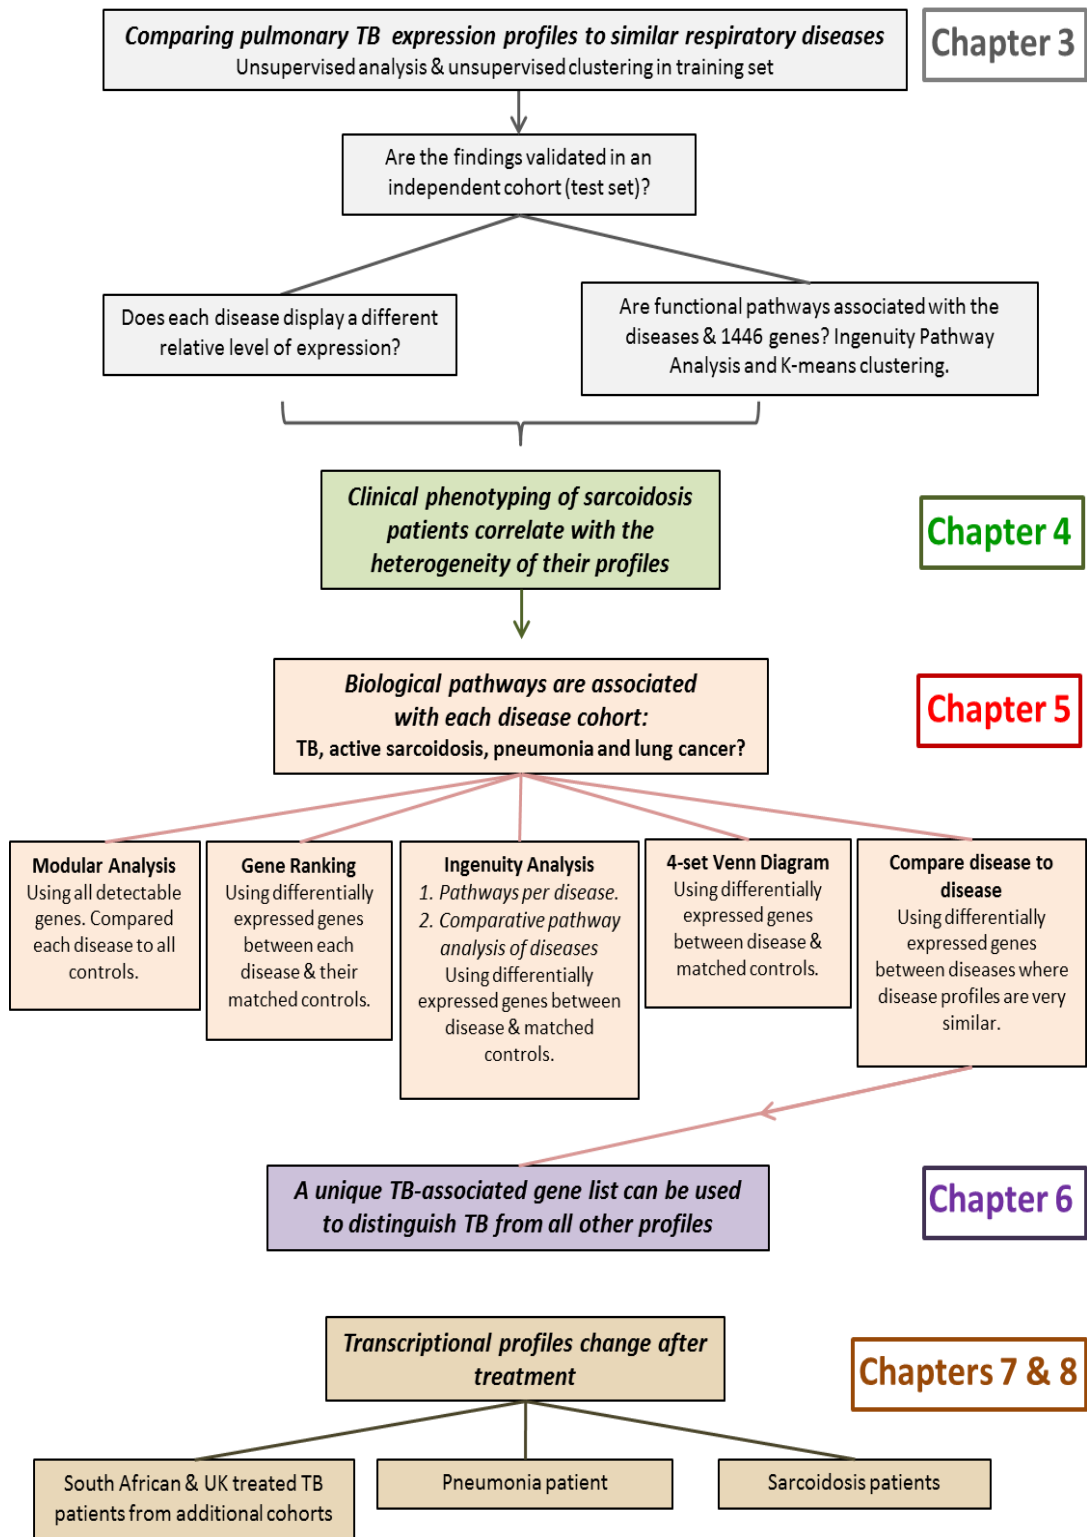 Comparing pulmonary TB expression profiles to similar respiratory diseases
Unsupervised analysis & unsupervised clustering in training set
Chapter 3
Are the findings validated in an
independent cohort (test set)?
Does each disease display a different
relative level of expression?
Are functional pathways associated with the
diseases & 1446 genes? Ingenuity Pathway
Analysis and K-means clustering.
Clinical phenotyping of sarcoidosis
patients correlate with the
heterogeneity of their profiles
Chapter 4
Biological pathways are associated
with each disease cohort:
TB, active sarcoidosis, pneumonia and lung cancer?
Chapter 5
Modular Analysis
Using all detectable
genes. Compared
each disease to all
controls.
Gene Ranking
Using differentially
expressed genes
between each
disease & their
matched controls.
Ingenuity Analysis
1. Pathways per disease.
2. Comparative pathway
analysis of diseases
Using differentially
expressed genes between
disease & matched
controls.
4-set Venn Diagram
Using differentially
expressed genes
between disease &
matched controls.
Compare disease to
disease
Using differentially
expressed genes
between diseases where
disease profiles are very
similar.
A unique TB-associated gene list can be used
to distinguish TB from all other profiles
Chapter 6
Transcriptional profiles change after
treatment
Chapters 7 & 8
South African & UK treated TB
patients from additional cohorts
Pneumonia patient
Sarcoidosis patients